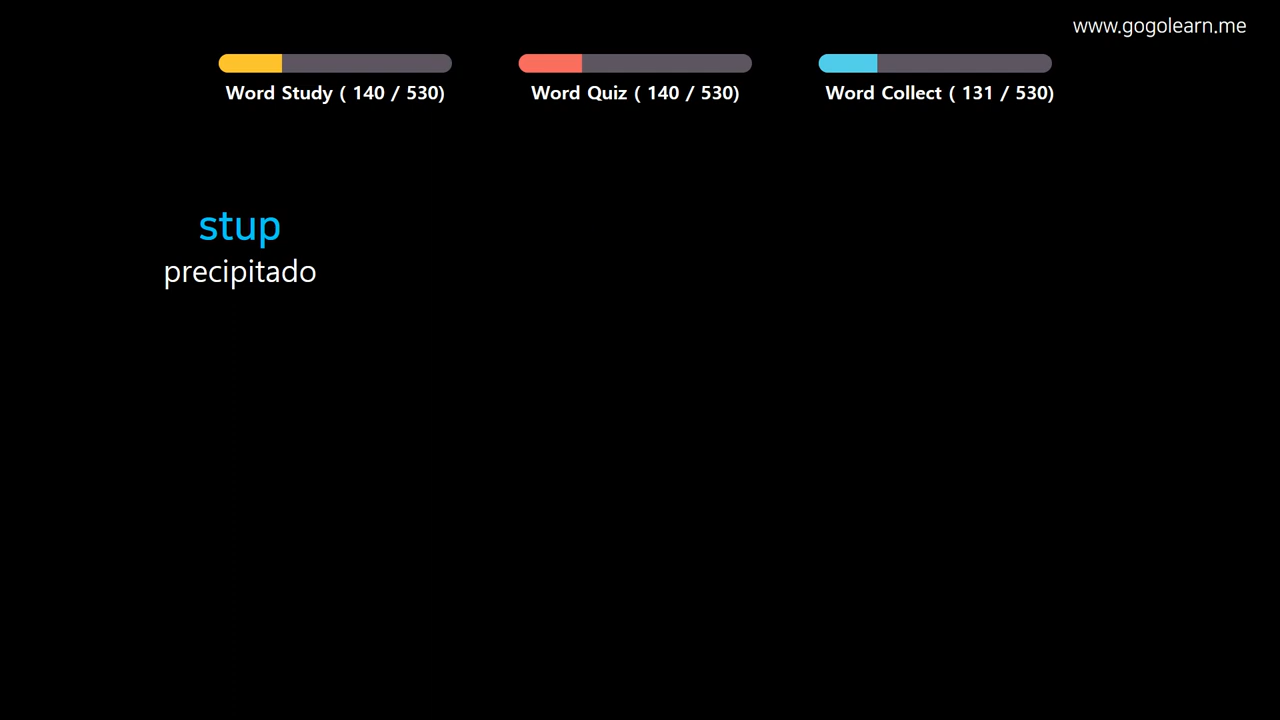 www.gogolearn.me
Word Study ( 140 / 530)
Word Quiz ( 140 / 530)
Word Collect ( 131 / 530)
stup
precipitado